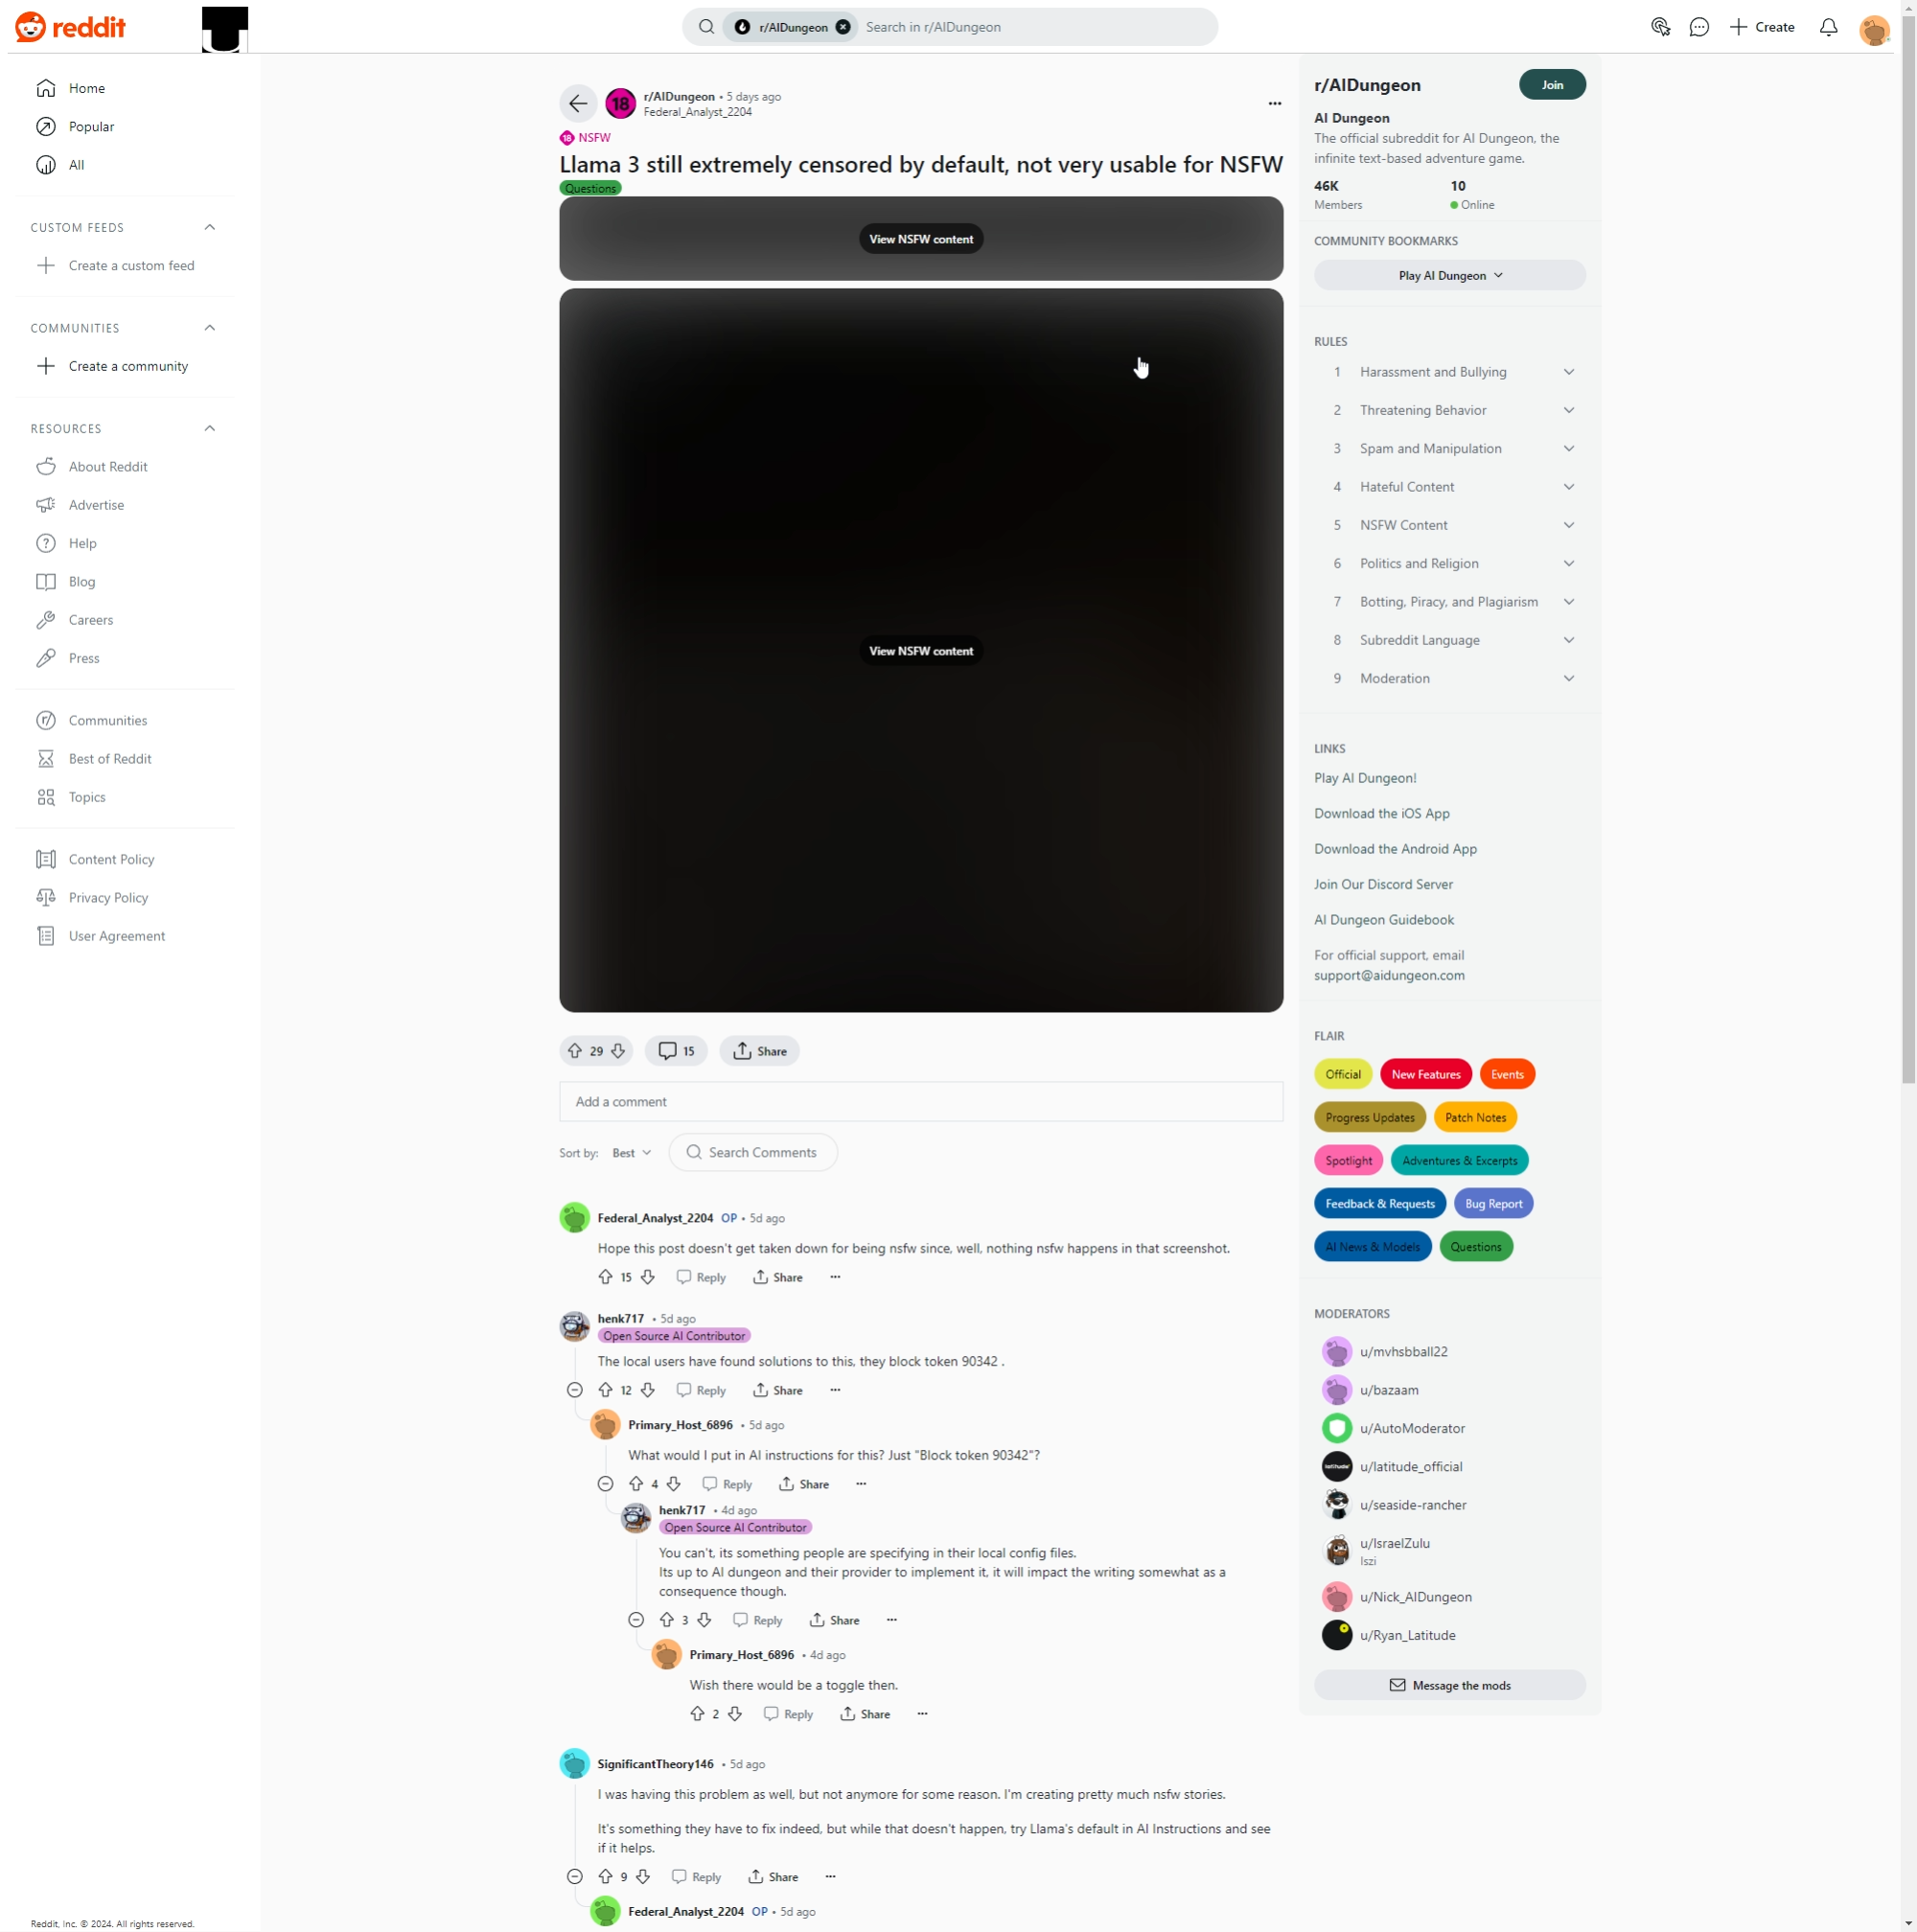 reddit
r/AIDungeon Search in r/AIDungeon
Create
Home
Popular
All
CUSTOM FEEDS
Create a custom feed
COMMUNITIES
Create a community
RESOURCES
About Reddit
Advertise
Help
Blog
Careers
Press
Communities
Best of Reddit
Topics
Content Policy
Privacy Policy
User Agreement
Reddit, Inc. © 2024. All rights reserved.
18 r/AIDungeon • 5 days ago
Federal_Analyst_2204
18 NSFW
Llama 3 still extremely censored by default, not very usable for NSFW
Questions
View NSFW content
View NSFW content
29 15 Share
Add a comment
Sort by: Best Search Comments
Federal_Analyst_2204 OP • 5d ago
Hope this post doesn't get taken down for being nsfw since, well, nothing nsfw happens in that screenshot.
15 Reply Share
henk717 • 5d ago
Open Source AI Contributor
The local users have found solutions to this, they block token 90342 .
12 Reply Share
Primary_Host_6896 • 5d ago
What would I put in AI instructions for this? Just "Block token 90342"?
4 Reply Share
henk717 • 4d ago
Open Source AI Contributor
You can't, its something people are specifying in their local config files.
Its up to AI dungeon and their provider to implement it, it will impact the writing somewhat as a
consequence though.
3 Reply Share
Primary_Host_6896 • 4d ago
Wish there would be a toggle then.
2 Reply Share
SignificantTheory146 • 5d ago
I was having this problem as well, but not anymore for some reason. I'm creating pretty much nsfw stories.
It's something they have to fix indeed, but while that doesn't happen, try Llama's default in AI Instructions and see
if it helps.
9 Reply Share
Federal_Analyst_2204 OP • 5d ago
r/AIDungeon Join
AI Dungeon
The official subreddit for AI Dungeon, the
infinite text-based adventure game.
46K 10
Members Online
COMMUNITY BOOKMARKS
Play AI Dungeon
RULES
1 Harassment and Bullying
2 Threatening Behavior
3 Spam and Manipulation
4 Hateful Content
5 NSFW Content
6 Politics and Religion
7 Botting, Piracy, and Plagiarism
8 Subreddit Language
9 Moderation
LINKS
Play AI Dungeon!
Download the iOS App
Download the Android App
Join Our Discord Server
AI Dungeon Guidebook
For official support, email
support@aidungeon.com
FLAIR
Official New Features Events
Progress Updates Patch Notes
Spotlight Adventures & Excerpts
Feedback & Requests Bug Report
AI News & Models Questions
MODERATORS
u/mvhsbball22
u/bazaam
u/AutoModerator
latitude u/latitude_official
u/seaside-rancher
u/IsraelZulu
Iszi
u/Nick_AIDungeon
u/Ryan_Latitude
Message the mods